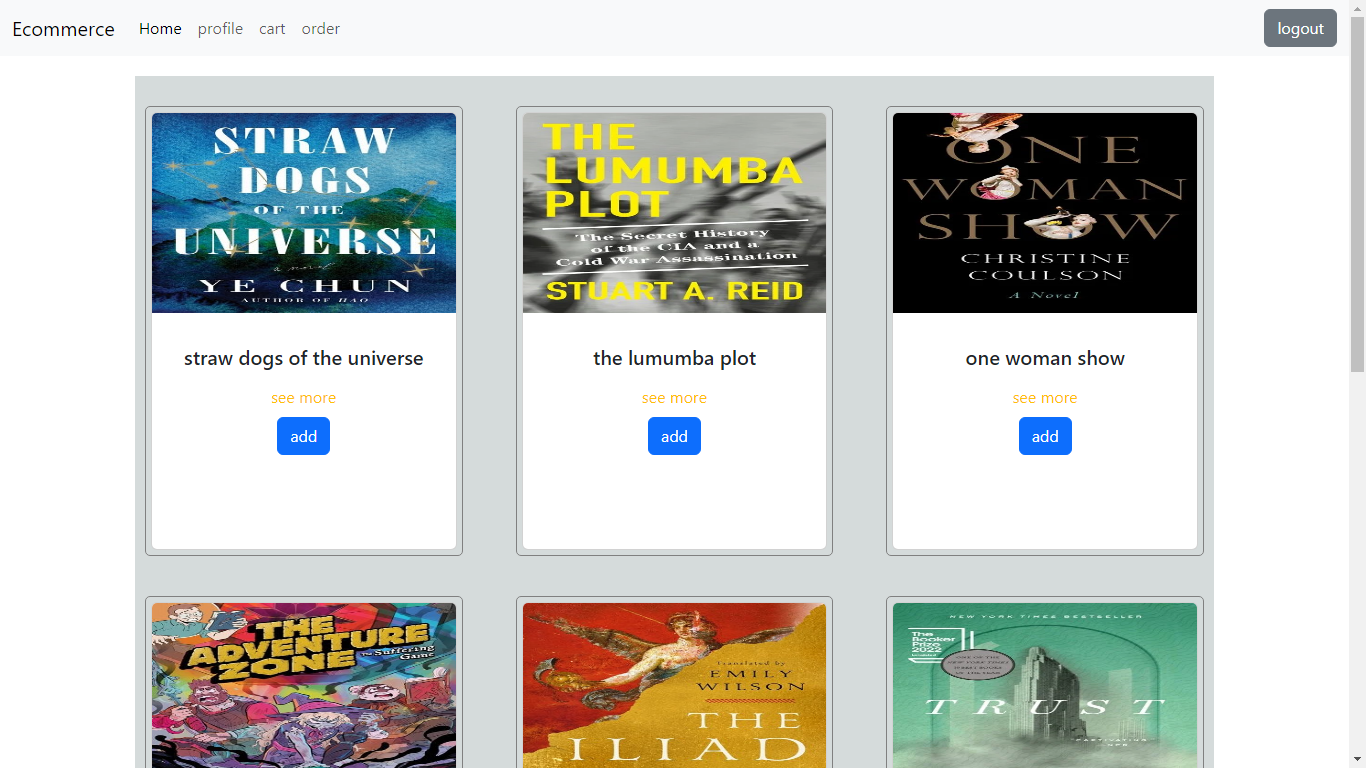 Ecommerce Home profile cart order logout
STRAW
DOGS
OF THE
UNIVERSE
a novel
YE CHUN
AUTHOR OF HAO
THE
LUMUMBA
PLOT
The Secret History
of the CIA and a
Cold War Assassination
STUART A. REID
ONE
WOMAN
SHOW
CHRISTINE
COULSON
A Novel
straw dogs of the universe
see more
add
the lumumba plot
see more
add
one woman show
see more
add
THE
ADVENTURE
ZONE
The Suffering
Game
Translated by
EMILY
WILSON
THE
ILIAD
NEW YORK TIMES BESTSELLER
The
Booker
Prize
2022
TRUST